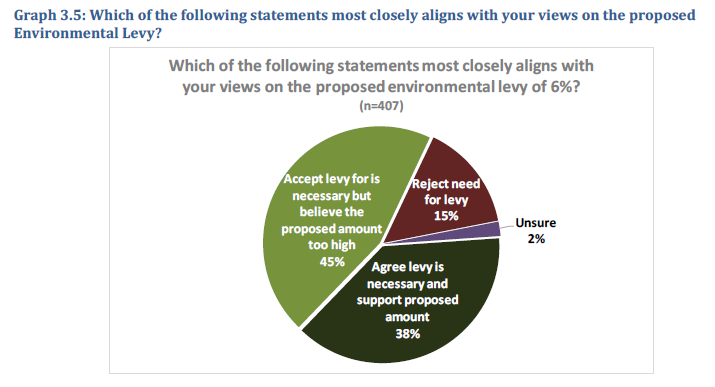 Graph 3.5: Which of the following statements most closely aligns with your views on the proposed
Environmental Levy?
Which of the following statements most closely aligns with
your views on the proposed environmental levy of 6%?
(n=407)
Accept levy for is
necessary but
believe the
proposed amount
too high
45%
Reject need
for levy
15%
Unsure
2%
Agree levy is
necessary and
support proposed
amount
38%